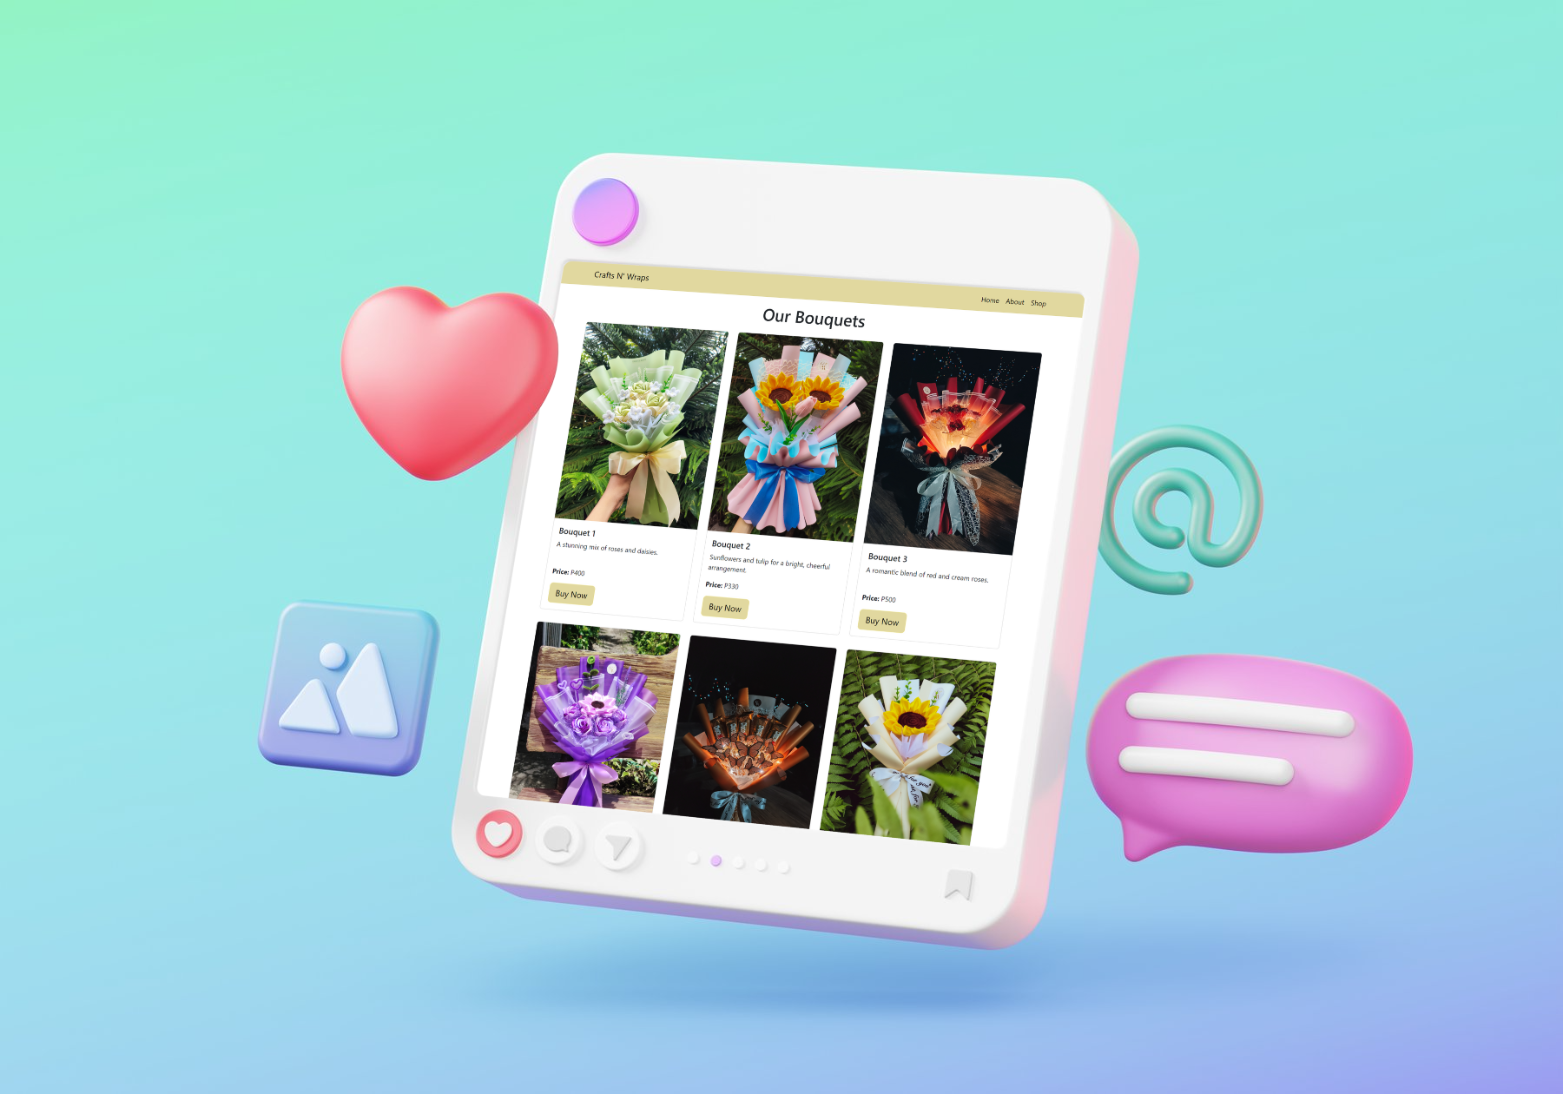 Crafts N' Wraps
Home About Shop
Our Bouquets
Bouquet 1
A stunning mix of roses and daisies.
Price: P400
Buy Now
Bouquet 2
Sunflowers and tulip for a bright, cheerful
arrangement.
Price: P330
Buy Now
Bouquet 3
A romantic blend of red and cream roses.
Price: P500
Buy Now